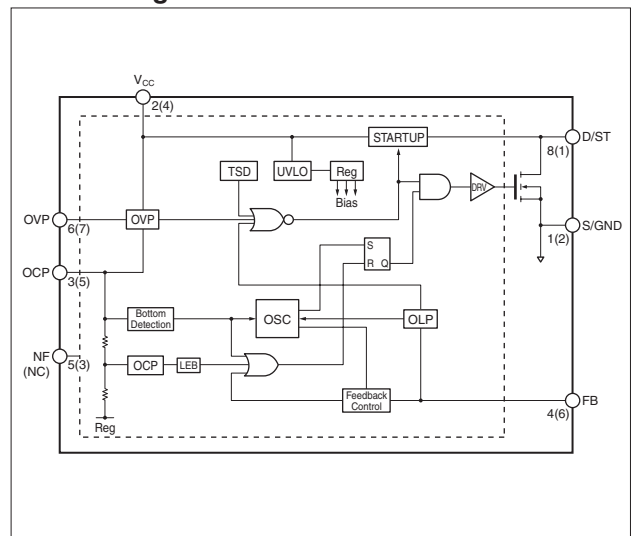 V_CC
2(4)
D/ST
8(1)
STARTUP
TSD
UVLO
Reg
Bias
DRV
OVP
6(7)
OVP
S/GND
1(2)
S
R Q
OCP
3(5)
Bottom
Detection
OSC
OLP
NF
(NC)
5(3)
OCP
LEB
Feedback
Control
FB
4(6)
Reg